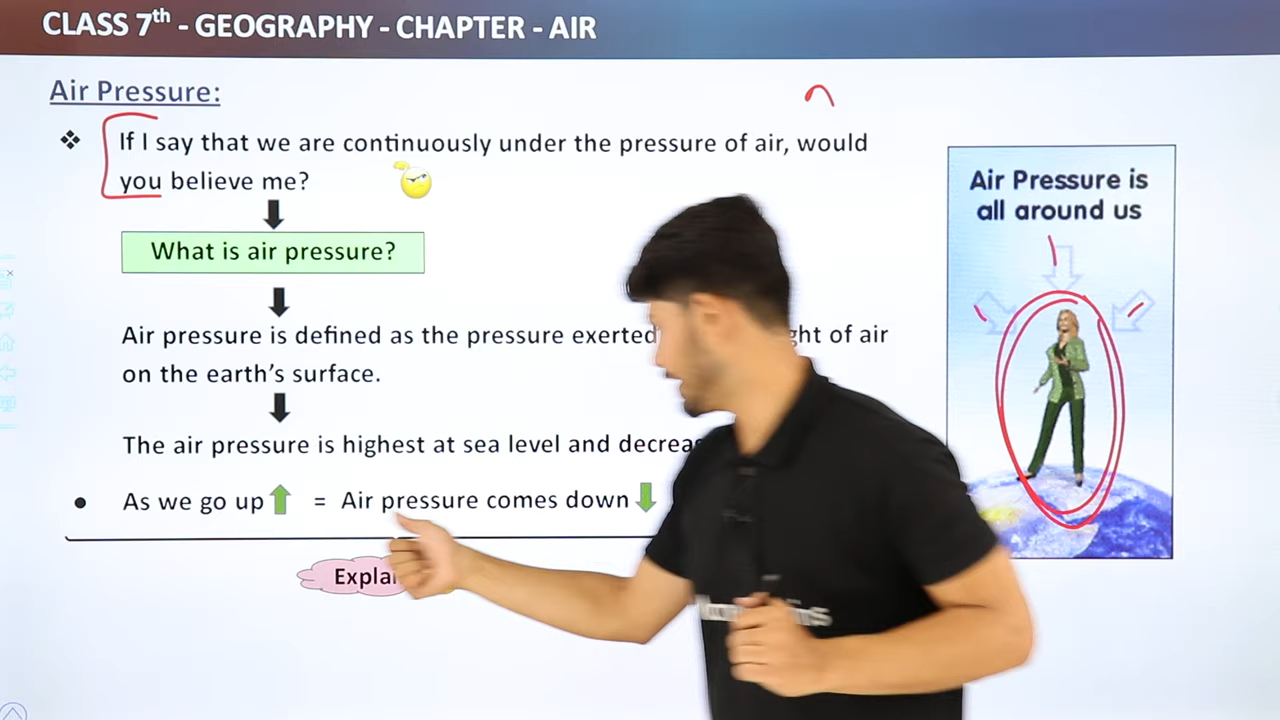 CLASS 7th - GEOGRAPHY - CHAPTER - AIR
Air Pressure:
If I say that we are continuously under the pressure of air, would
you believe me?
What is air pressure?
Air pressure is defined as the pressure exerted of air
on the earth's surface.
The air pressure is highest at sea level and
As we go up = Air pressure comes down
Air Pressure is
all around us